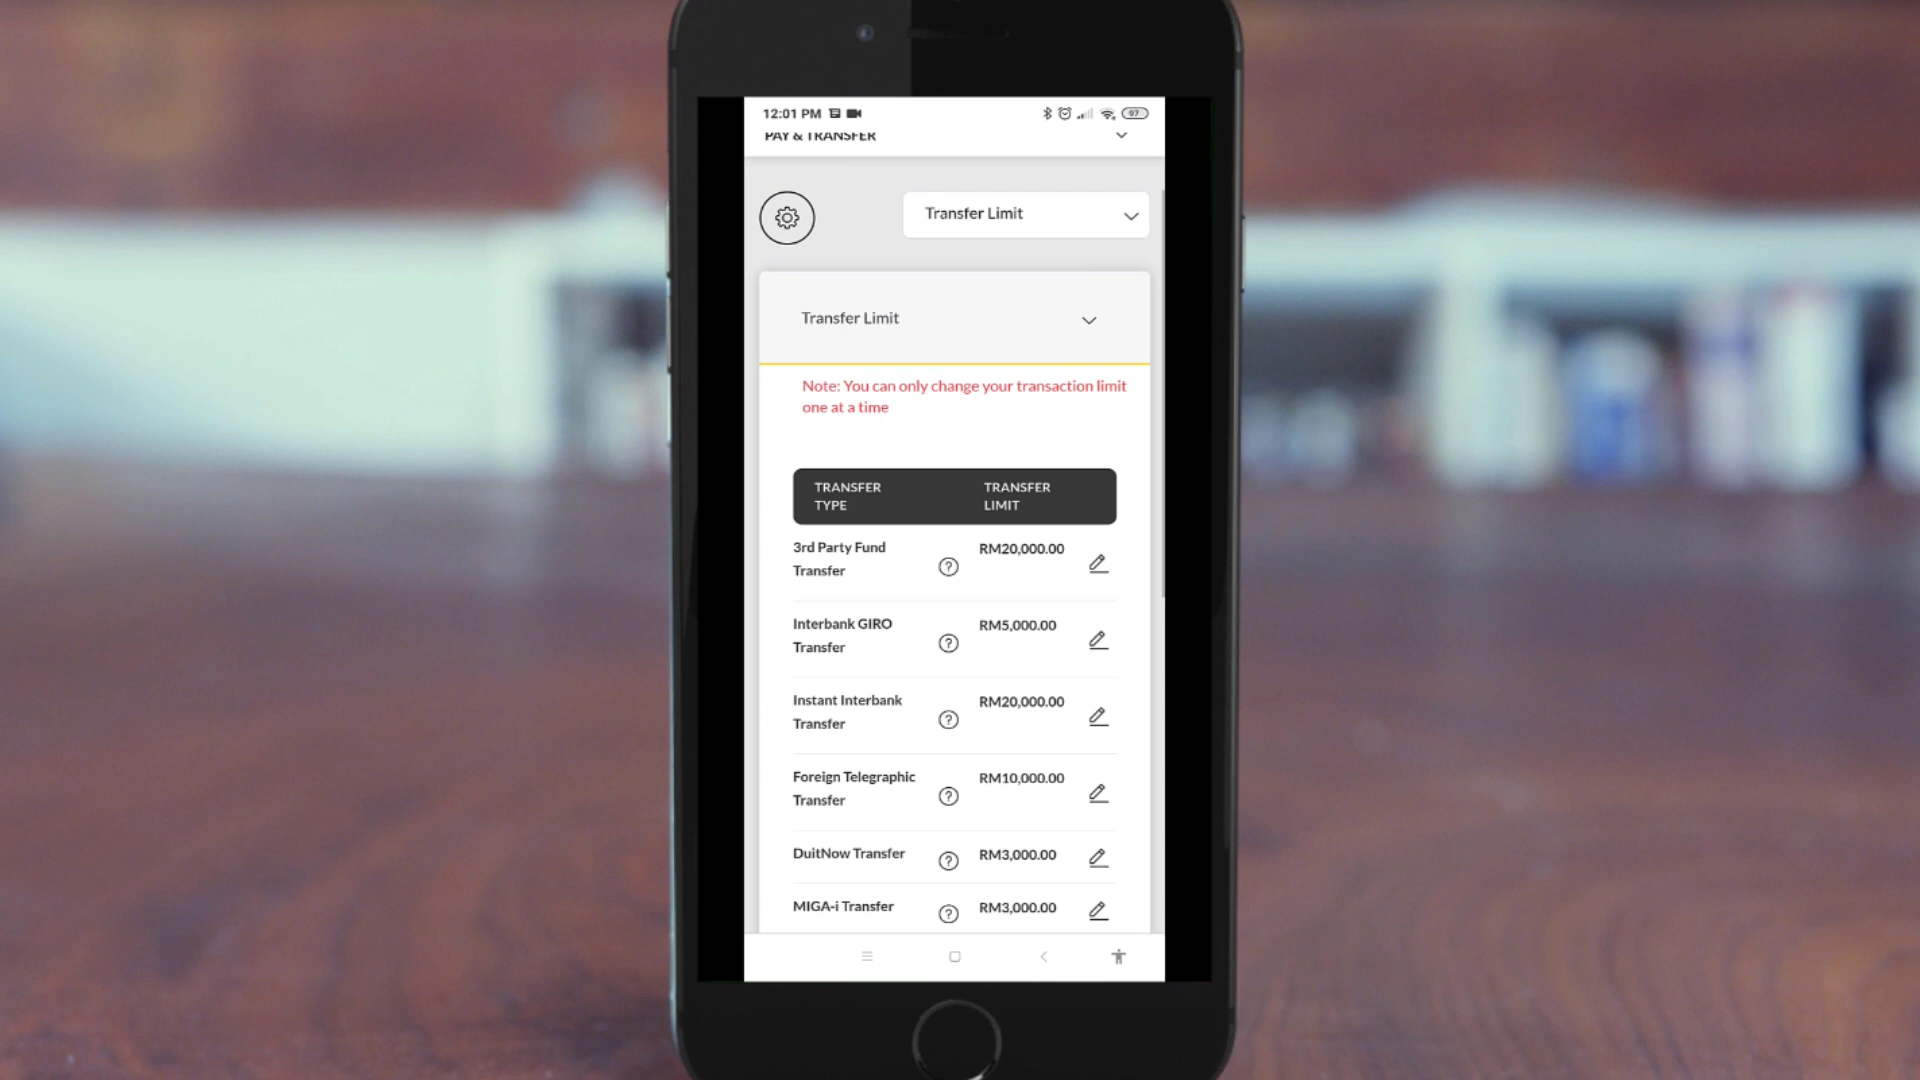 12:01 PM 97
PAY & TRANSFER
Transfer Limit
Transfer Limit
Note: You can only change your transaction limit
one at a time
TRANSFER TRANSFER
TYPE LIMIT
3rd Party Fund RM20,000.00
Transfer
Interbank GIRO RM5,000.00
Transfer
Instant Interbank RM20,000.00
Transfer
Foreign Telegraphic RM10,000.00
Transfer
DuitNow Transfer RM3,000.00
MIGA-i Transfer RM3,000.00